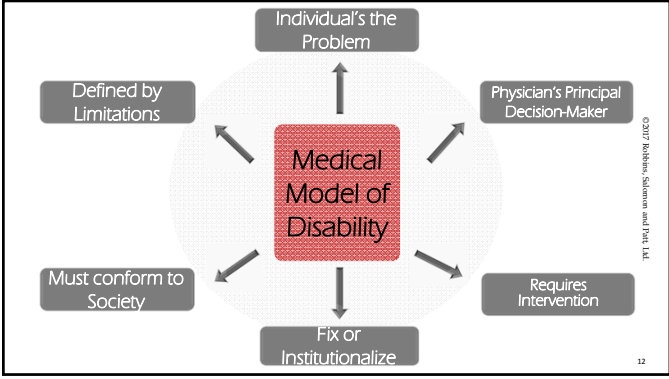 Individual's the
Problem
Defined by
Limitations
Physician's Principal
Decision-Maker
Medical
Model of
Disability
Must conform to
Society
Requires
Intervention
Fix or
Institutionalize
©2017 Robbins, Salomon and Patt, Ltd.
12